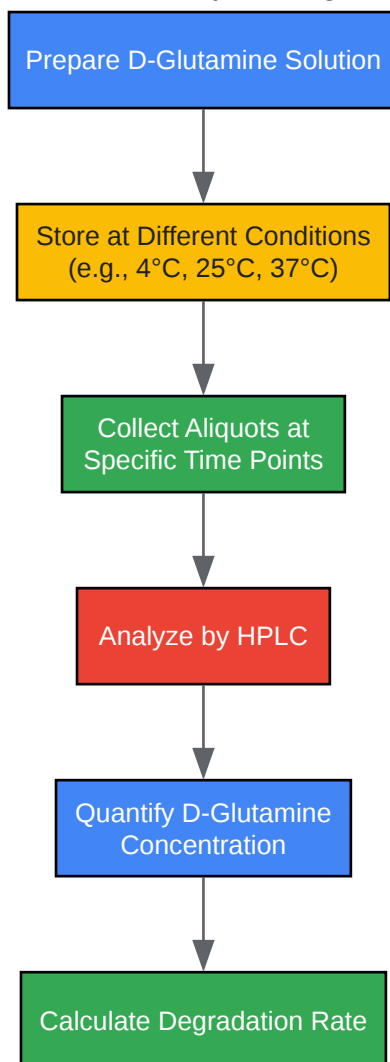 Prepare D-Glutamine Solution
Store at Different Conditions
(e.g., 4°C, 25°C, 37°C)
Collect Aliquots at
Specific Time Points
Analyze by HPLC
Quantify D-Glutamine
Concentration
Calculate Degradation Rate